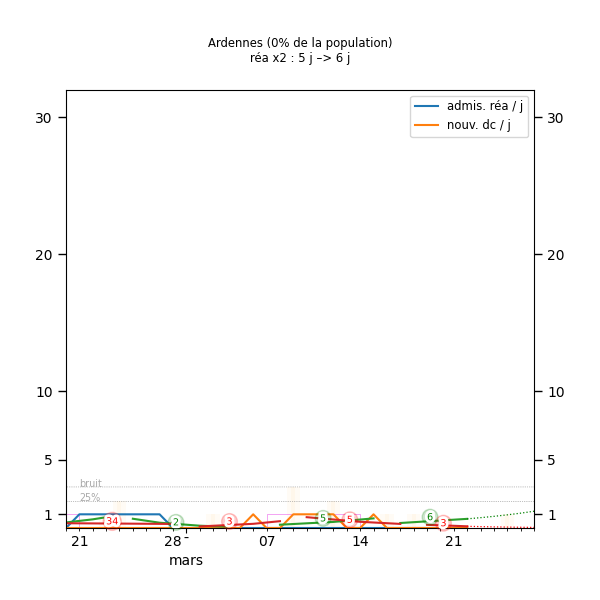 Ardennes (0% de la population)
réa x2 : 5 j −> 6 j
admis. réa / j
nouv. dc / j
30 30
20 20
10 10
5 5
bruit
25%
1 1
34 2 3 5 5 6 3
21 28 - 07 14 21
mars